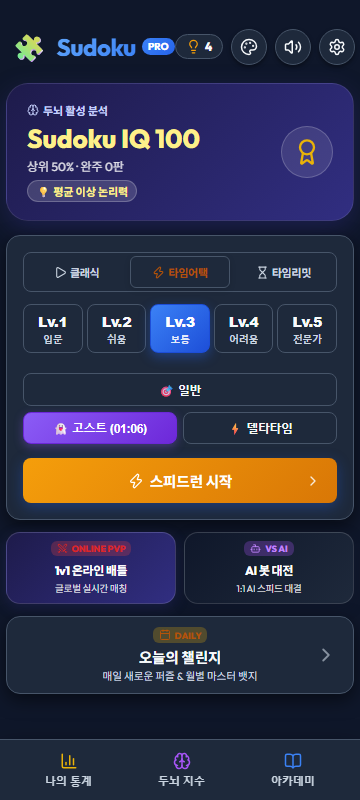 Sudoku PRO 4
두뇌 활성 분석
Sudoku IQ 100
상위 50% · 완주 0판
평균 이상 논리력
클래식 타임어택 타임리밋
Lv.1 Lv.2 Lv.3 Lv.4 Lv.5
입문 쉬움 보통 어려움 전문가
일반
고스트 (01:06) 델타타임
스피드런 시작
ONLINE PVP VS AI
1v1 온라인 배틀 AI 봇 대전
글로벌 실시간 매칭 1:1 AI 스피드 대결
DAILY
오늘의 챌린지
매일 새로운 퍼즐 & 월별 마스터 뱃지
나의 통계 두뇌 지수 아카데미